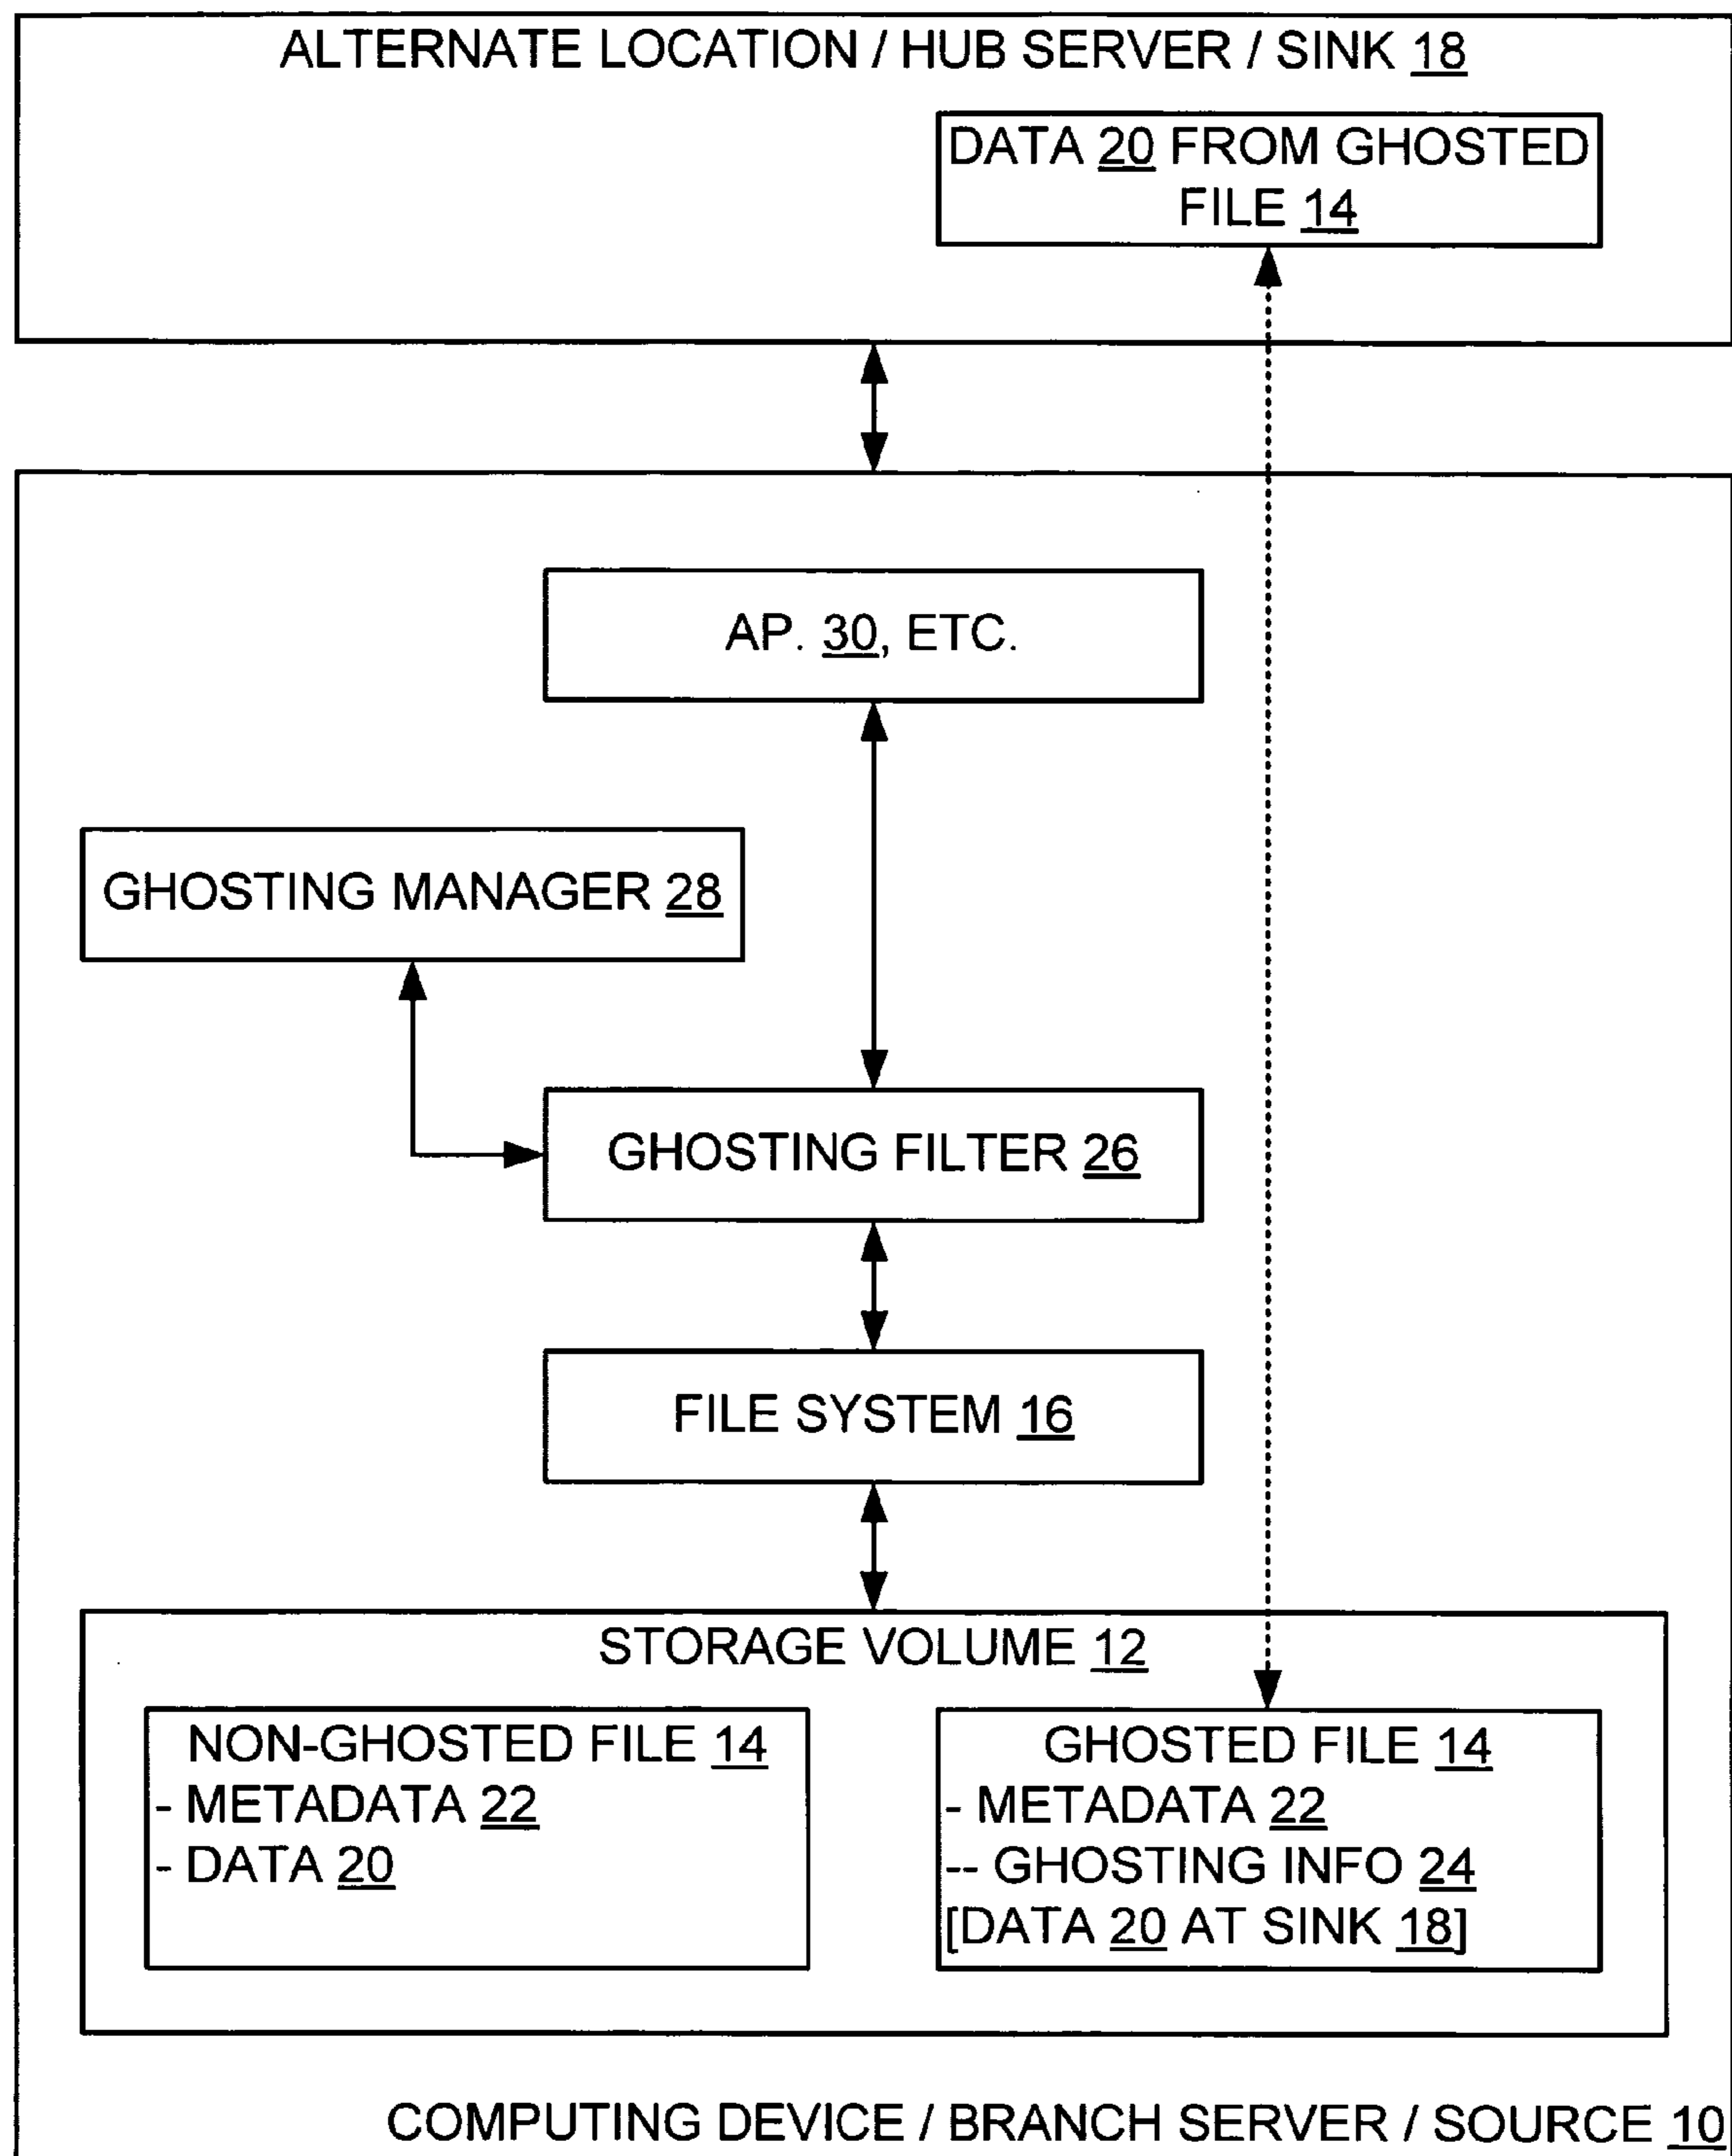 ALTERNATE LOCATION / HUB SERVER / SINK 18
DATA 20 FROM GHOSTED
FILE 14
AP. 30, ETC.
GHOSTING MANAGER 28
GHOSTING FILTER 26
FILE SYSTEM 16
STORAGE VOLUME 12
NON-GHOSTED FILE 14
- METADATA 22
- DATA 20
GHOSTED FILE 14
- METADATA 22
-- GHOSTING INFO 24
[DATA 20 AT SINK 18]
COMPUTING DEVICE / BRANCH SERVER / SOURCE 10